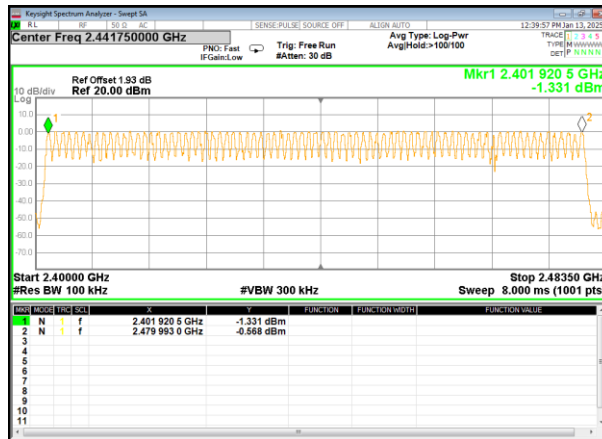 Keysight Spectrum Analyzer - Swept SA
RL RF 50 Ω AC SENSE:PULSE SOURCE OFF ALIGN AUTO 12:39:57 PM Jan 13, 2025
Center Freq 2.441750000 GHz Avg Type: Log-Pwr TRACE 1 2 3 4 5
PNO: Fast Trig: Free Run Avg|Hold:>100/100 TYPE M WWWWW
IFGain:Low #Atten: 30 dB DET P NNNNN
Mkr1 2.401 920 5 GHz
Ref Offset 1.93 dB
10 dB/div Ref 20.00 dBm -1.331 dBm
Log
1 2
10.0
0.00
-10.0
-20.0
-30.0
-40.0
-50.0
-60.0
-70.0
Start 2.40000 GHz Stop 2.48350 GHz
#Res BW 100 kHz #VBW 300 kHz Sweep 8.000 ms (1001 pts
MKR MODE TRC SCL X Y FUNCTION FUNCTION WIDTH FUNCTION VALUE
1 N 1 f 2.401 920 5 GHz -1.331 dBm
2 N 1 f 2.479 993 0 GHz -0.568 dBm
3
4
5
6
7
8
9
10
11